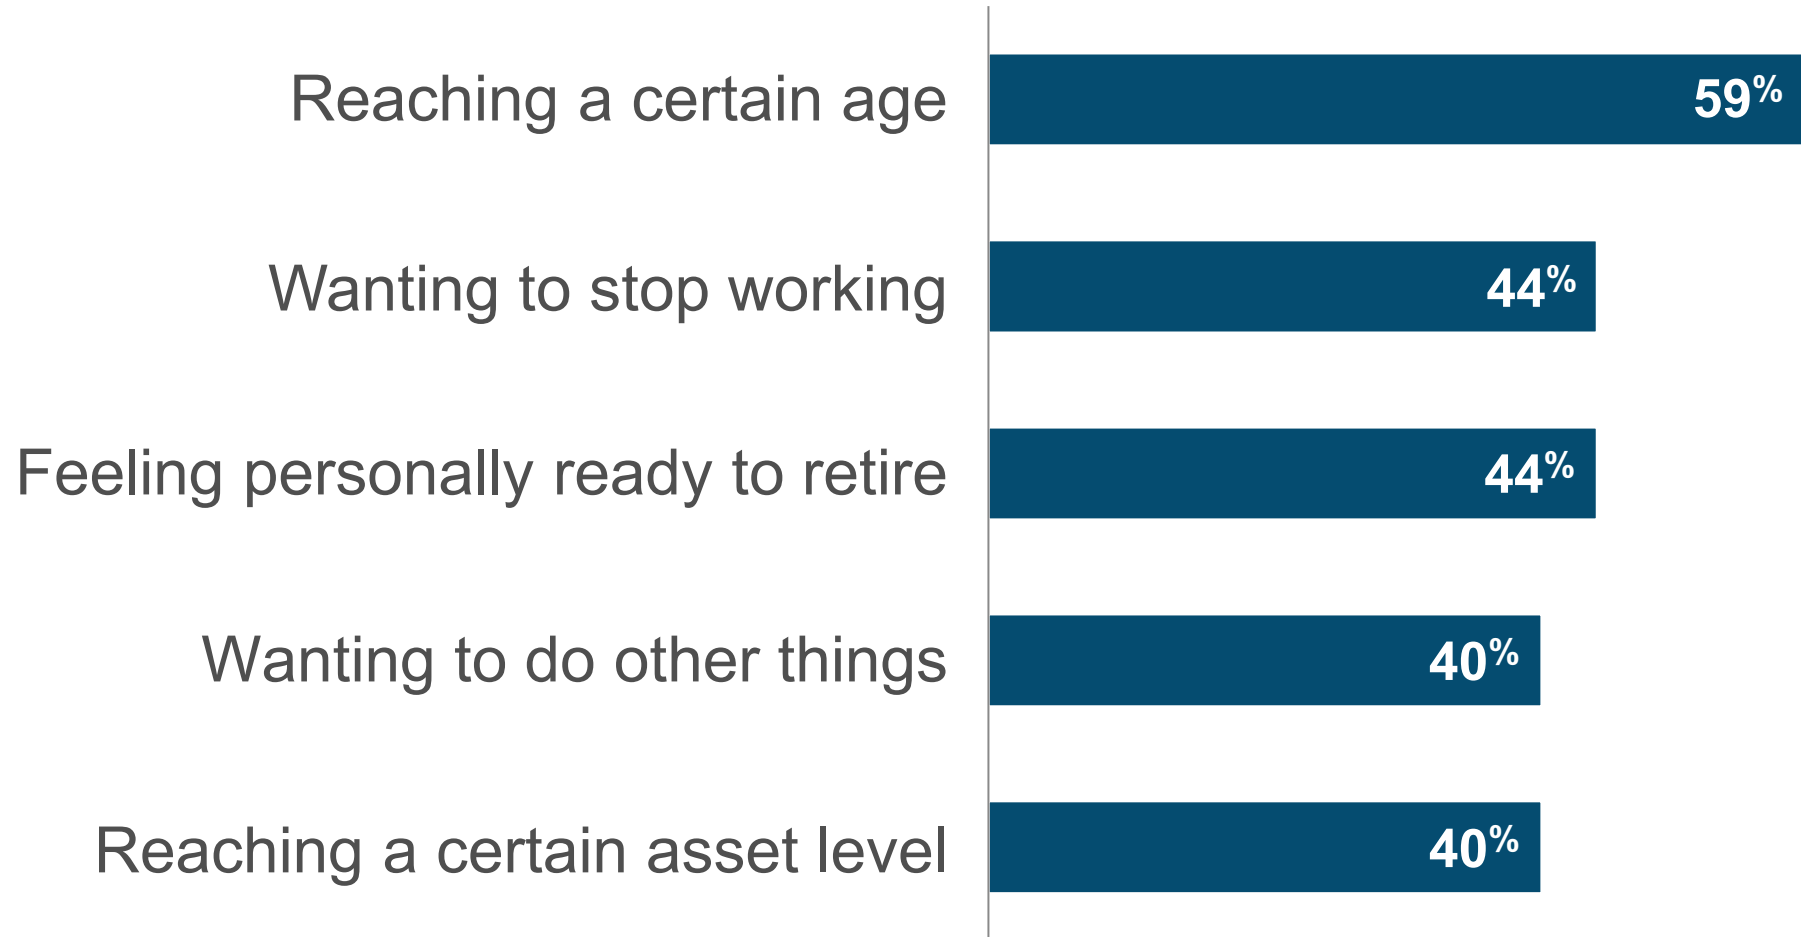 Reaching a certain age 59%
Wanting to stop working 44%
Feeling personally ready to retire 44%
Wanting to do other things 40%
Reaching a certain asset level 40%